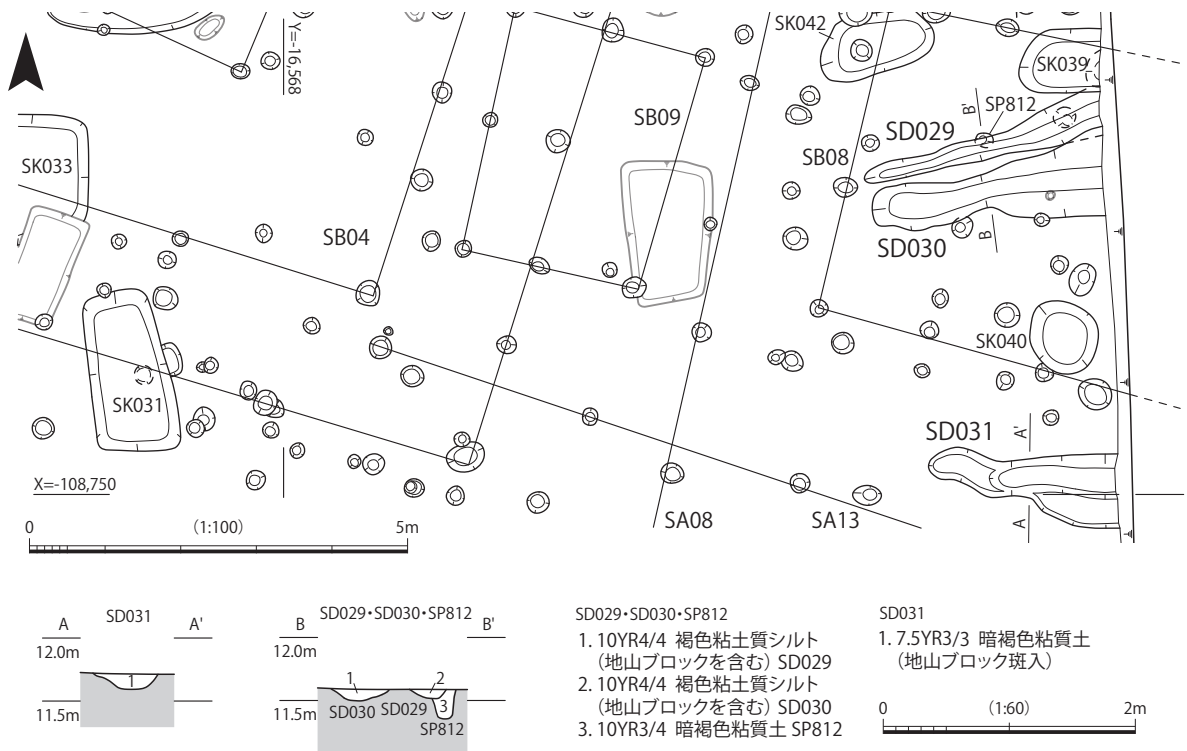 Y=-16,568
SK042
SK039
SB09
B'
SP812
SD029
SK033
SB08
SB04
SD030
B
SK040
SK031
SD031
A'
X=-108,750
A
SA08
SA13
0 (1:100) 5m
SD031
A A'
12.0m
1
11.5m
SD029・SD030・SP812
B B'
12.0m
1 2
11.5m SD030 SD029 3
SP812
SD029・SD030・SP812
1. 10YR4/4 褐色粘土質シルト
(地山ブロックを含む) SD029
2. 10YR4/4 褐色粘土質シルト
(地山ブロックを含む) SD030
3. 10YR3/4 暗褐色粘質土 SP812
SD031
1. 7.5YR3/3 暗褐色粘質土
(地山ブロック斑入)
0 (1:60) 2m